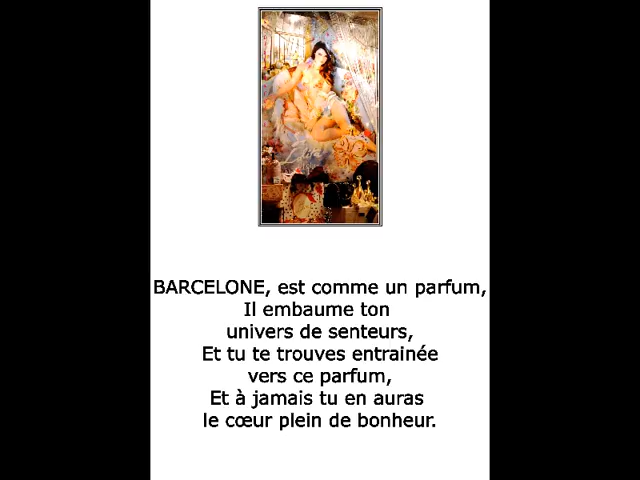 BARCELONE, est comme un parfum,
Il embaume ton
univers de senteurs,
Et tu te trouves entrainée
vers ce parfum,
Et à jamais tu en auras
le cœur plein de bonheur.